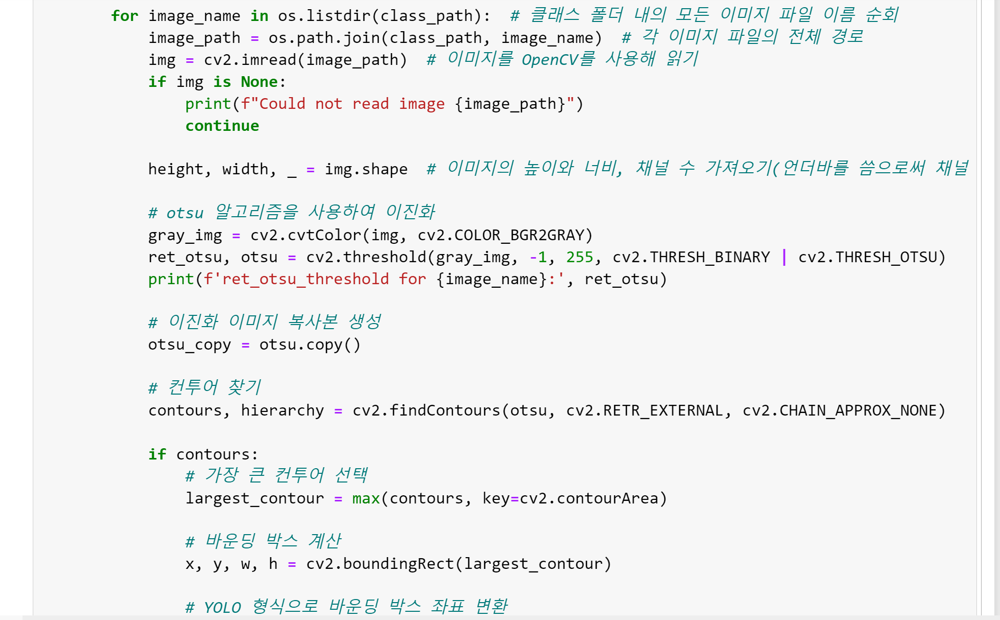 for image_name in os.listdir(class_path):  # 클래스 폴더 내의 모든 이미지 파일 이름 순회
image_path = os.path.join(class_path, image_name)  # 각 이미지 파일의 전체 경로
img = cv2.imread(image_path)  # 이미지를 OpenCV를 사용해 읽기
if img is None:
print(f"Could not read image {image_path}")
continue
height, width, _ = img.shape  # 이미지의 높이와 너비, 채널 수 가져오기(언더바를 씀으로써 채널
# otsu 알고리즘을 사용하여 이진화
gray_img = cv2.cvtColor(img, cv2.COLOR_BGR2GRAY)
ret_otsu, otsu = cv2.threshold(gray_img, -1, 255, cv2.THRESH_BINARY | cv2.THRESH_OTSU)
print(f'ret_otsu_threshold for {image_name}:', ret_otsu)
# 이진화 이미지 복사본 생성
otsu_copy = otsu.copy()
# 컨투어 찾기
contours, hierarchy = cv2.findContours(otsu, cv2.RETR_EXTERNAL, cv2.CHAIN_APPROX_NONE)
if contours:
# 가장 큰 컨투어 선택
largest_contour = max(contours, key=cv2.contourArea)
# 바운딩 박스 계산
x, y, w, h = cv2.boundingRect(largest_contour)
# YOLO 형식으로 바운딩 박스 좌표 변환